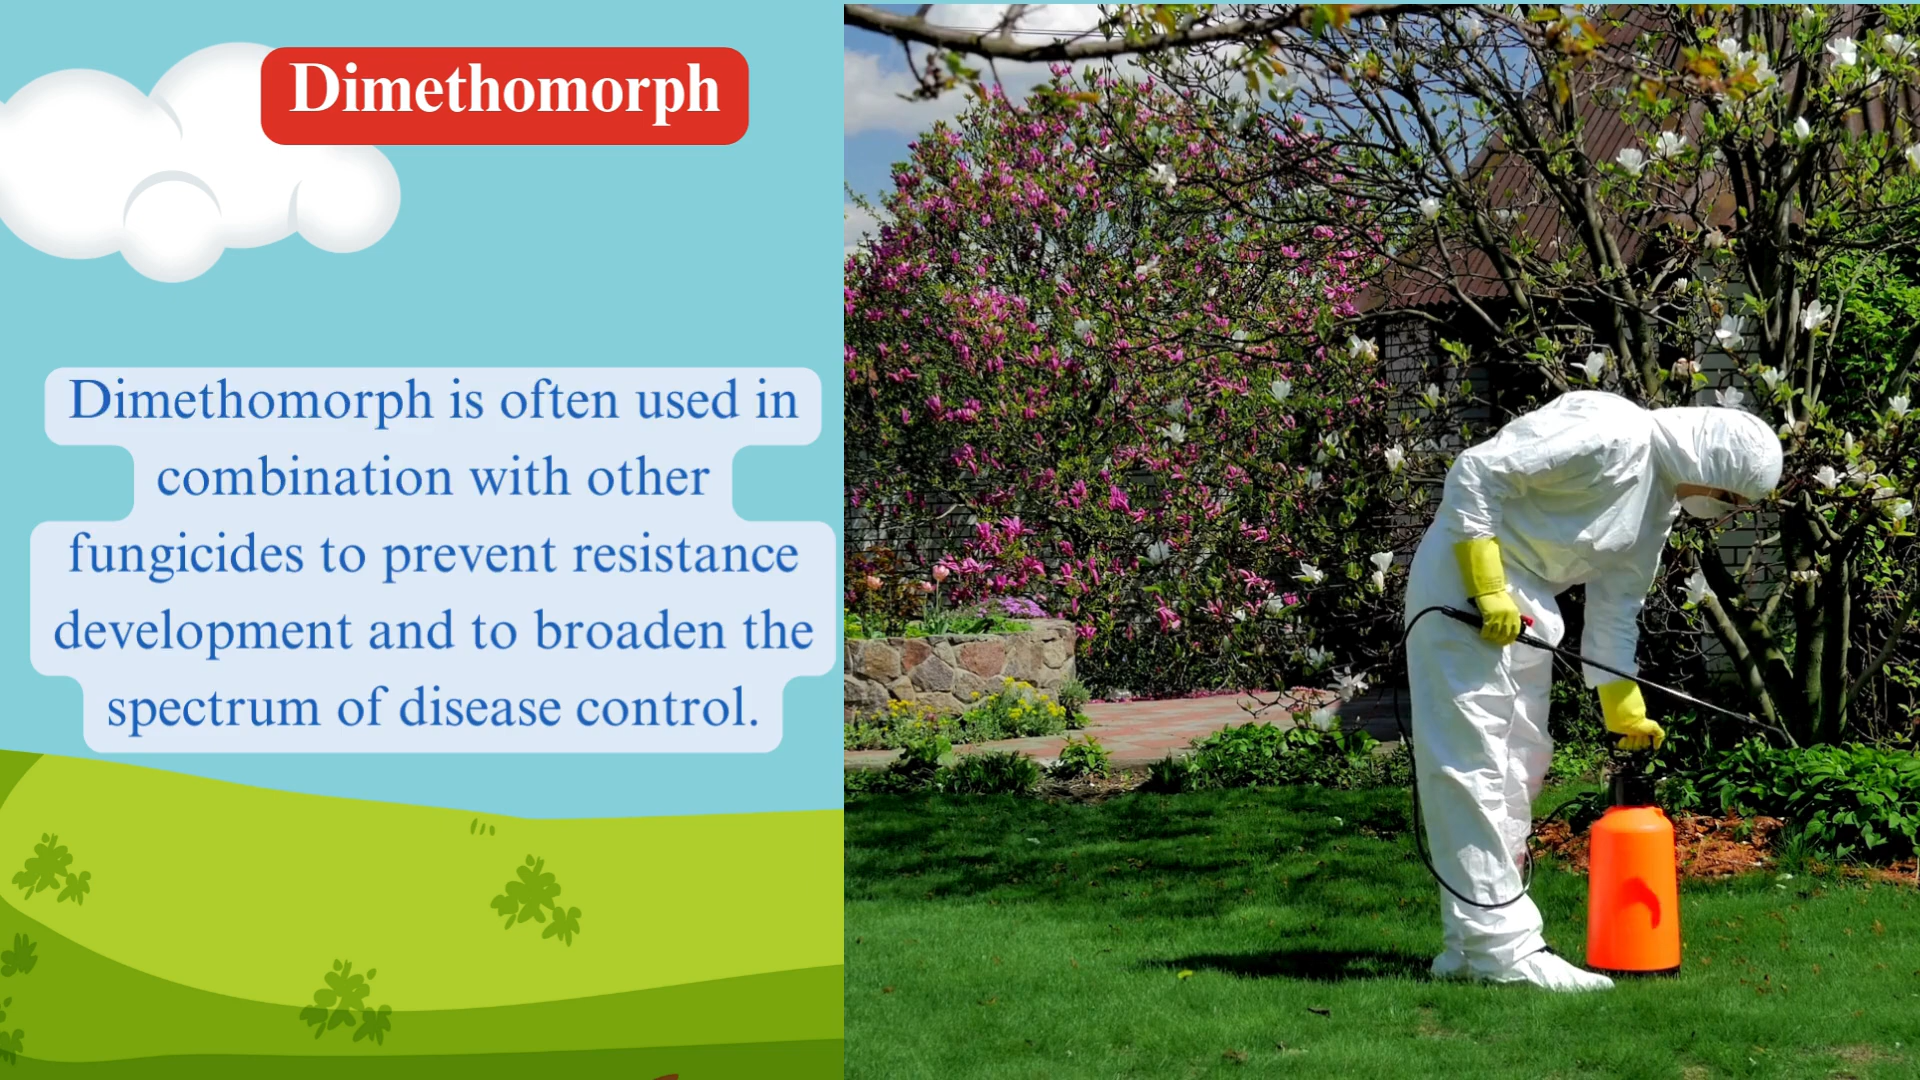 Dimethomorph
Dimethomorph is often used in
combination with other
fungicides to prevent resistance
development and to broaden the
spectrum of disease control.